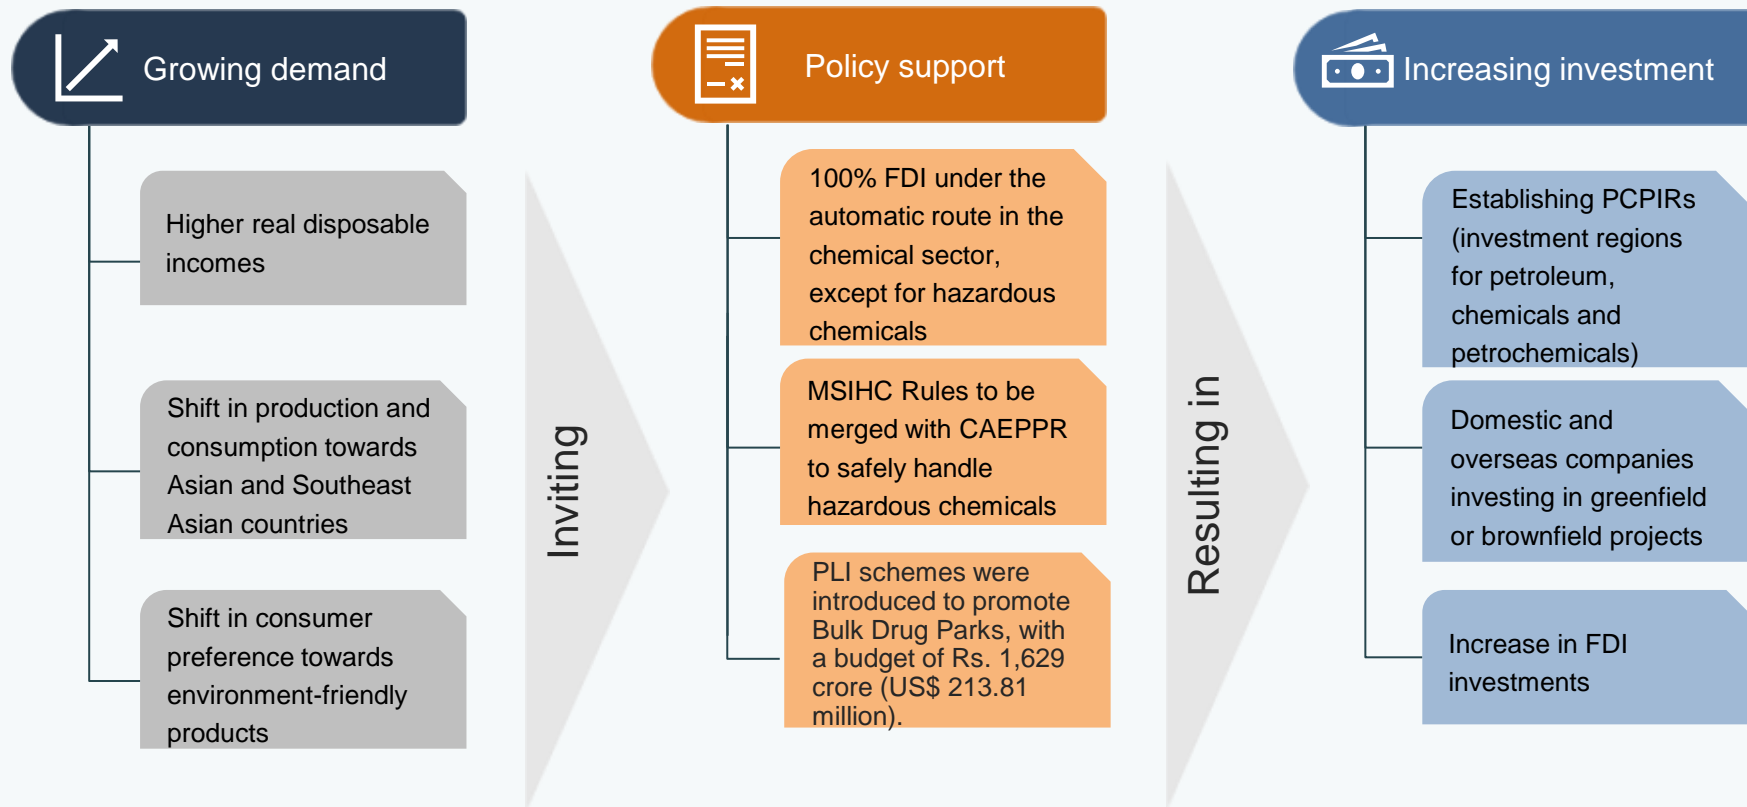 Growing demand
Higher real disposable
incomes
Shift in production and
consumption towards
Asian and Southeast
Asian countries
Shift in consumer
preference towards
environment-friendly
products
Inviting
Policy support
100% FDI under the
automatic route in the
chemical sector,
except for hazardous
chemicals
MSIHC Rules to be
merged with CAEPPR
to safely handle
hazardous chemicals
PLI schemes were
introduced to promote
Bulk Drug Parks, with
a budget of Rs. 1,629
crore (US$ 213.81
million).
Resulting in
Increasing investment
Establishing PCPIRs
(investment regions
for petroleum,
chemicals and
petrochemicals)
Domestic and
overseas companies
investing in greenfield
or brownfield projects
Increase in FDI
investments